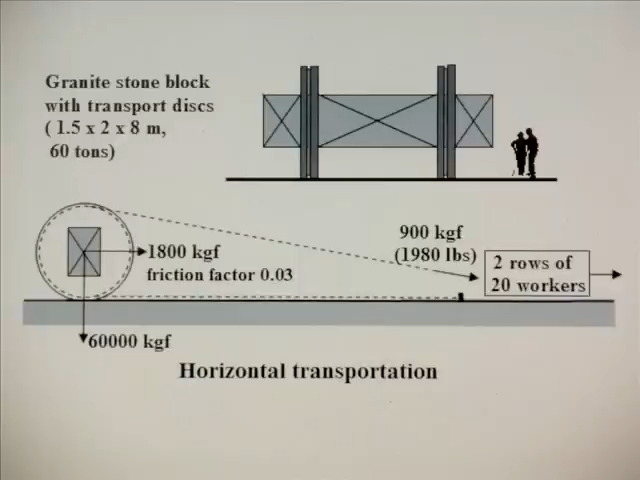 Granite stone block
with transport discs
( 1.5 x 2 x 8 m,
60 tons)
900 kgf
(1980 lbs)
1800 kgf
friction factor 0.03
2 rows of
20 workers
60000 kgf
Horizontal transportation